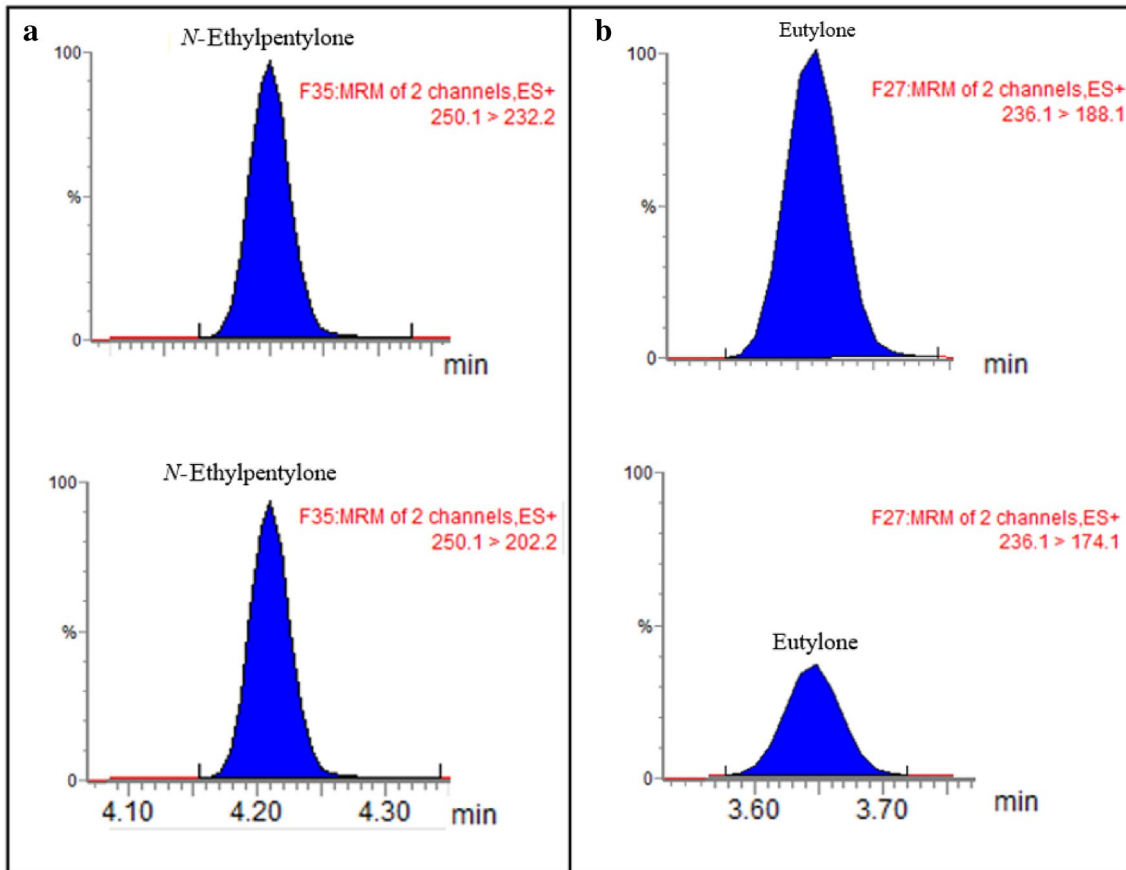 a
N-Ethylpentylone
100
F35:MRM of 2 channels,ES+
250.1 > 232.2
%
0
min
N-Ethylpentylone
100
F35:MRM of 2 channels,ES+
250.1 > 202.2
%
0
4.10 4.20 4.30 min
b
Eutylone
100
F27:MRM of 2 channels,ES+
236.1 > 188.1
%
0
min
100
F27:MRM of 2 channels,ES+
236.1 > 174.1
%
Eutylone
0
3.60 3.70 min